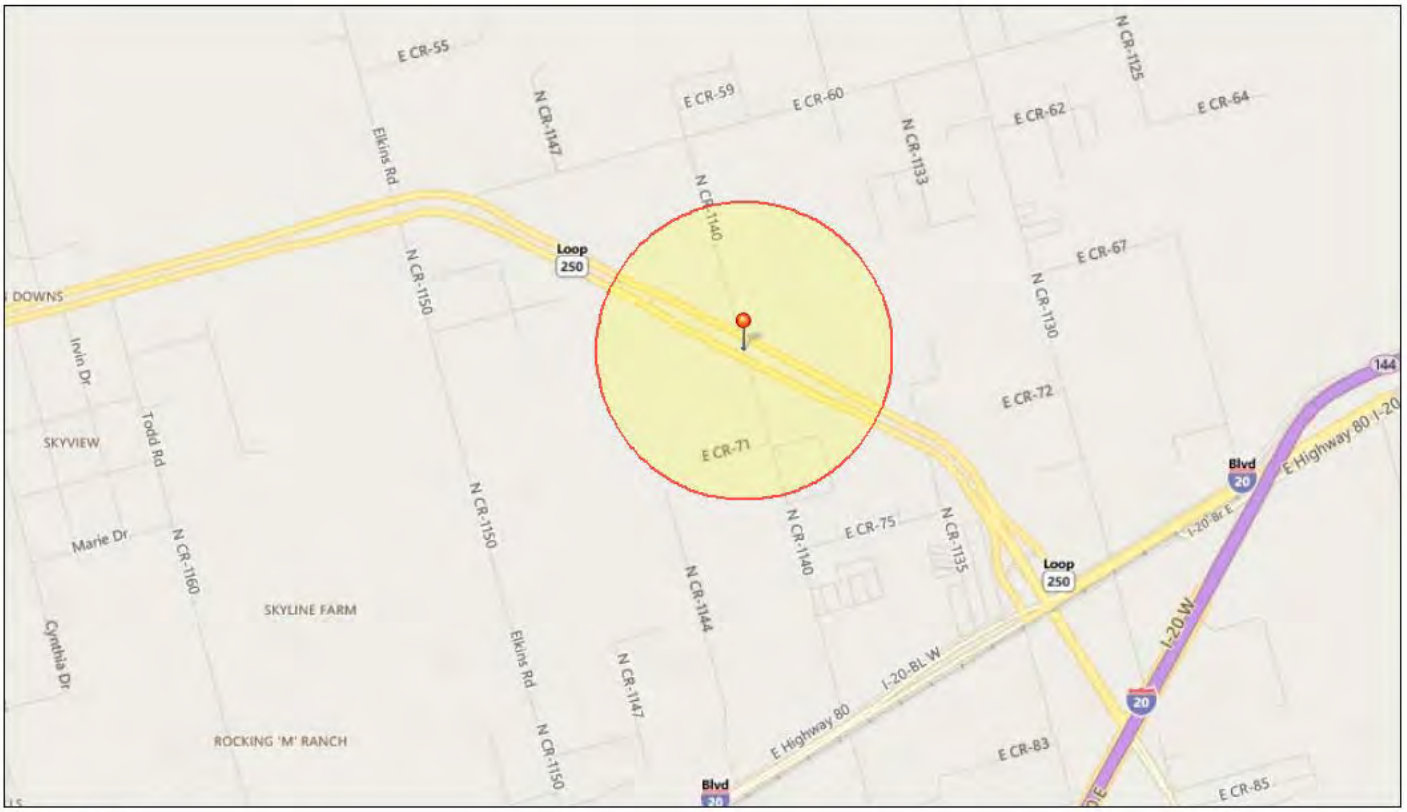 E CR-55
N CR-1125
E CR-59
E CR-60
E CR-64
N CR-1147
E CR-62
Elkins Rd
N CR-1133
N CR-1140
Loop
250
N CR-1150
E CR-67
DOWNS
N CR-1130
Irvin Dr
144
E CR-72
Todd Rd
SKYVIEW
E CR-71
E Highway 80
I-20
Blvd
20
N CR-1150
I-20-Br E
Marie Dr
N CR-1160
N CR-1140
E CR-75
N CR-1135
Loop
250
SKYLINE FARM
N CR-1144
I-20-W
Cynthia Dr
Elkins Rd
N CR-1147
I-20-BL W
20
ROCKING 'M' RANCH
E Highway 80
N CR-1150
E CR-83
Blvd
20
E CR-85